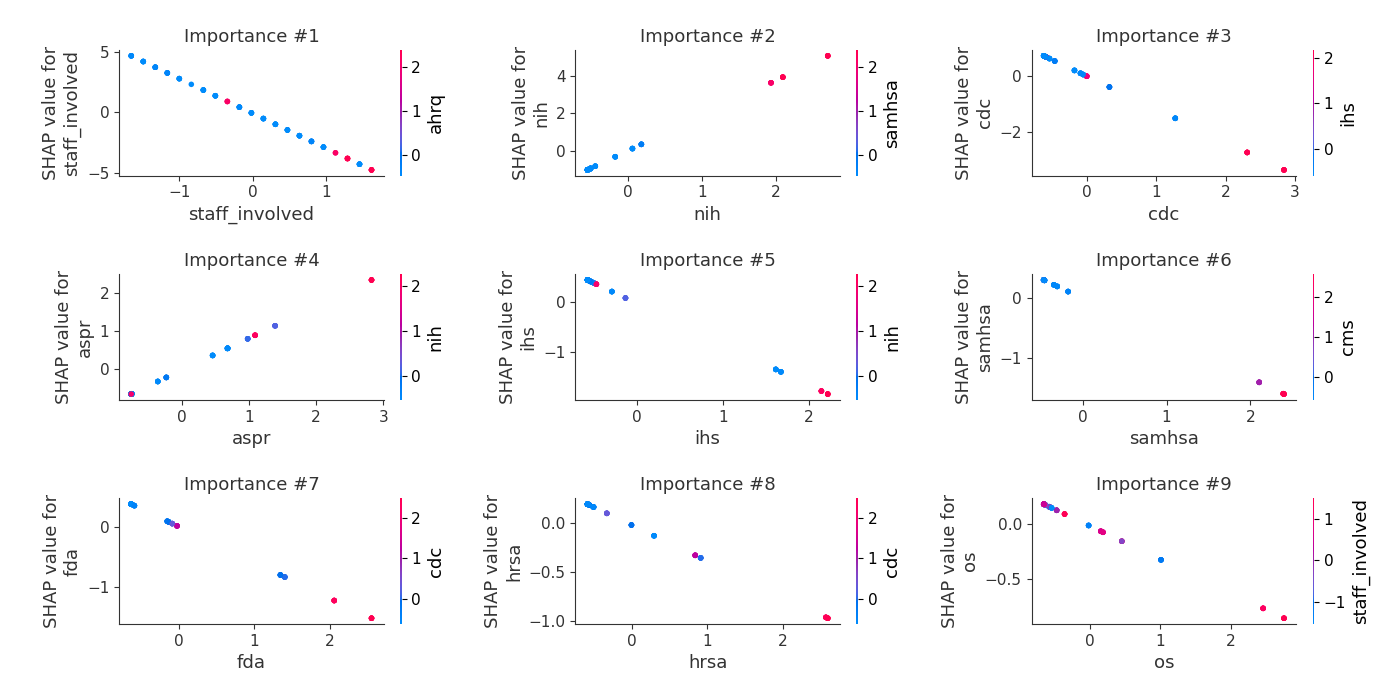 Importance #1
SHAP value for
staff_involved
5
0
−5
−1
0
1
staff_involved
2
1
0
ahrq
Importance #2
SHAP value for
nih
4
2
0
0
1
2
nih
2
1
0
samhsa
Importance #3
SHAP value for
cdc
0
−2
0
1
2
3
cdc
2
1
0
ihs
Importance #4
SHAP value for
aspr
2
1
0
0
1
2
3
aspr
2
1
0
nih
Importance #5
SHAP value for
ihs
0
−1
0
1
2
ihs
2
1
0
nih
Importance #6
SHAP value for
samhsa
0
−1
0
1
2
samhsa
2
1
0
cms
Importance #7
SHAP value for
fda
0
−1
0
1
2
fda
2
1
0
cdc
Importance #8
SHAP value for
hrsa
0.0
−0.5
−1.0
0
1
2
hrsa
2
1
0
cdc
Importance #9
SHAP value for
os
0.0
−0.5
0
1
2
os
1
0
−1
staff_involved